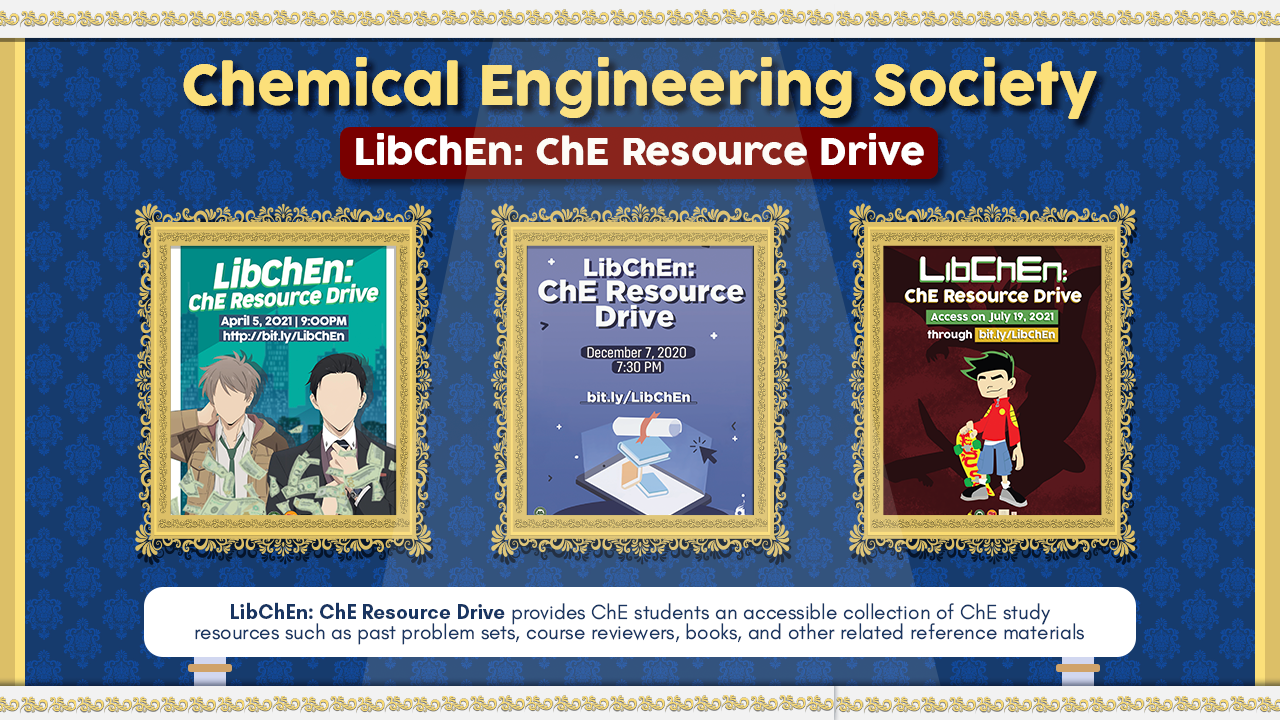 Chemical Engineering Society
LibChEn: ChE Resource Drive
LibChEn:
ChE Resource Drive
April 5, 2021 | 9:00PM
http://bit.ly/LibChEn
LibChEn:
ChE Resource
Drive
December 7, 2020
7:30 PM
bit.ly/LibChEn
LibChEn:
ChE Resource Drive
Access on July 19, 2021
through bit.ly/LibChEn
LibChEn: ChE Resource Drive provides ChE students an accessible collection of ChE study
resources such as past problem sets, course reviewers, books, and other related reference materials